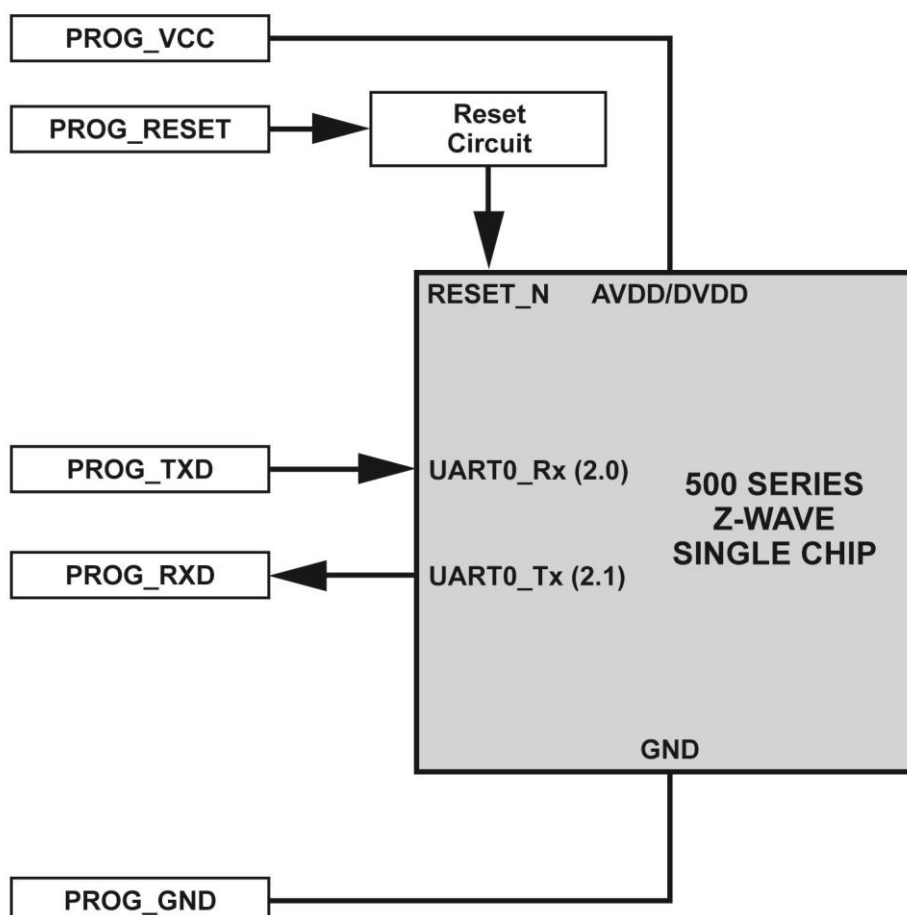 PROG_VCC
PROG_RESET
Reset
Circuit
RESET_N AVDD/DVDD
PROG_TXD
UART0_Rx (2.0)
500 SERIES
Z-WAVE
SINGLE CHIP
PROG_RXD
UART0_Tx (2.1)
GND
PROG_GND